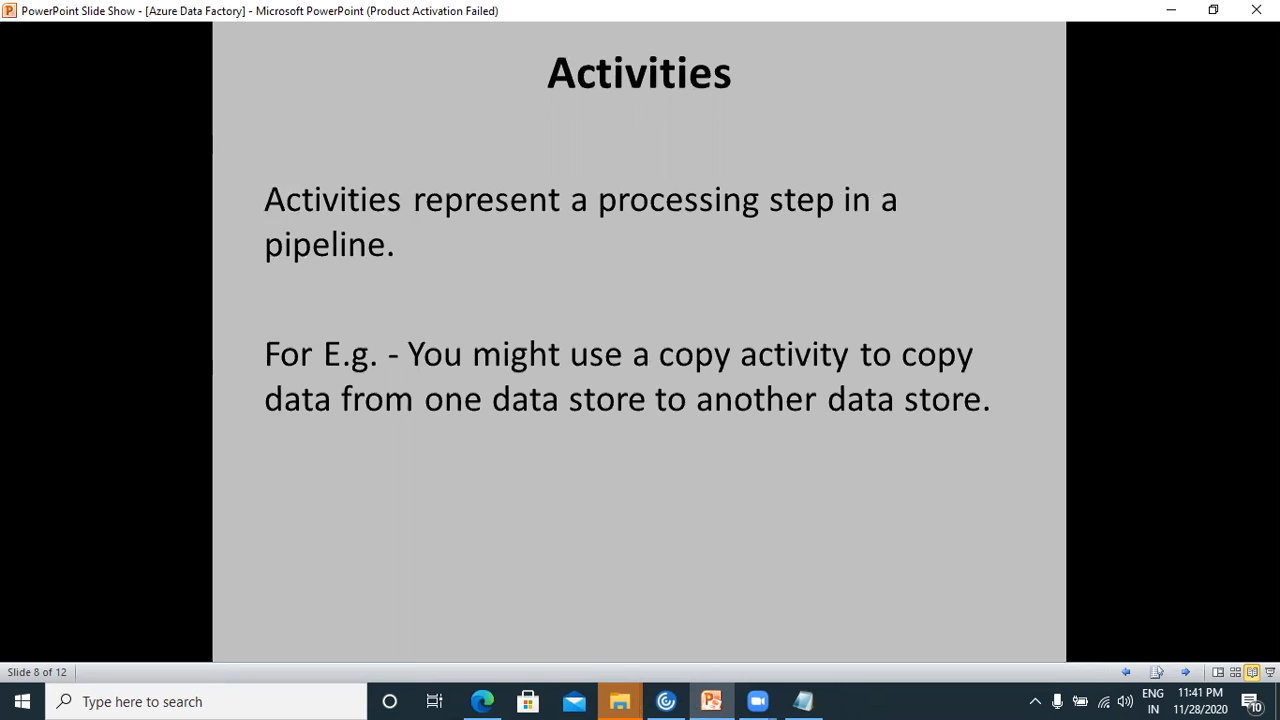 PowerPoint Slide Show - [Azure Data Factory] - Microsoft PowerPoint (Product Activation Failed)
Activities
Activities represent a processing step in a
pipeline.
For E.g. - You might use a copy activity to copy
data from one data store to another data store.
Slide 8 of 12
Type here to search
ENG
IN
11:41 PM
11/28/2020
10